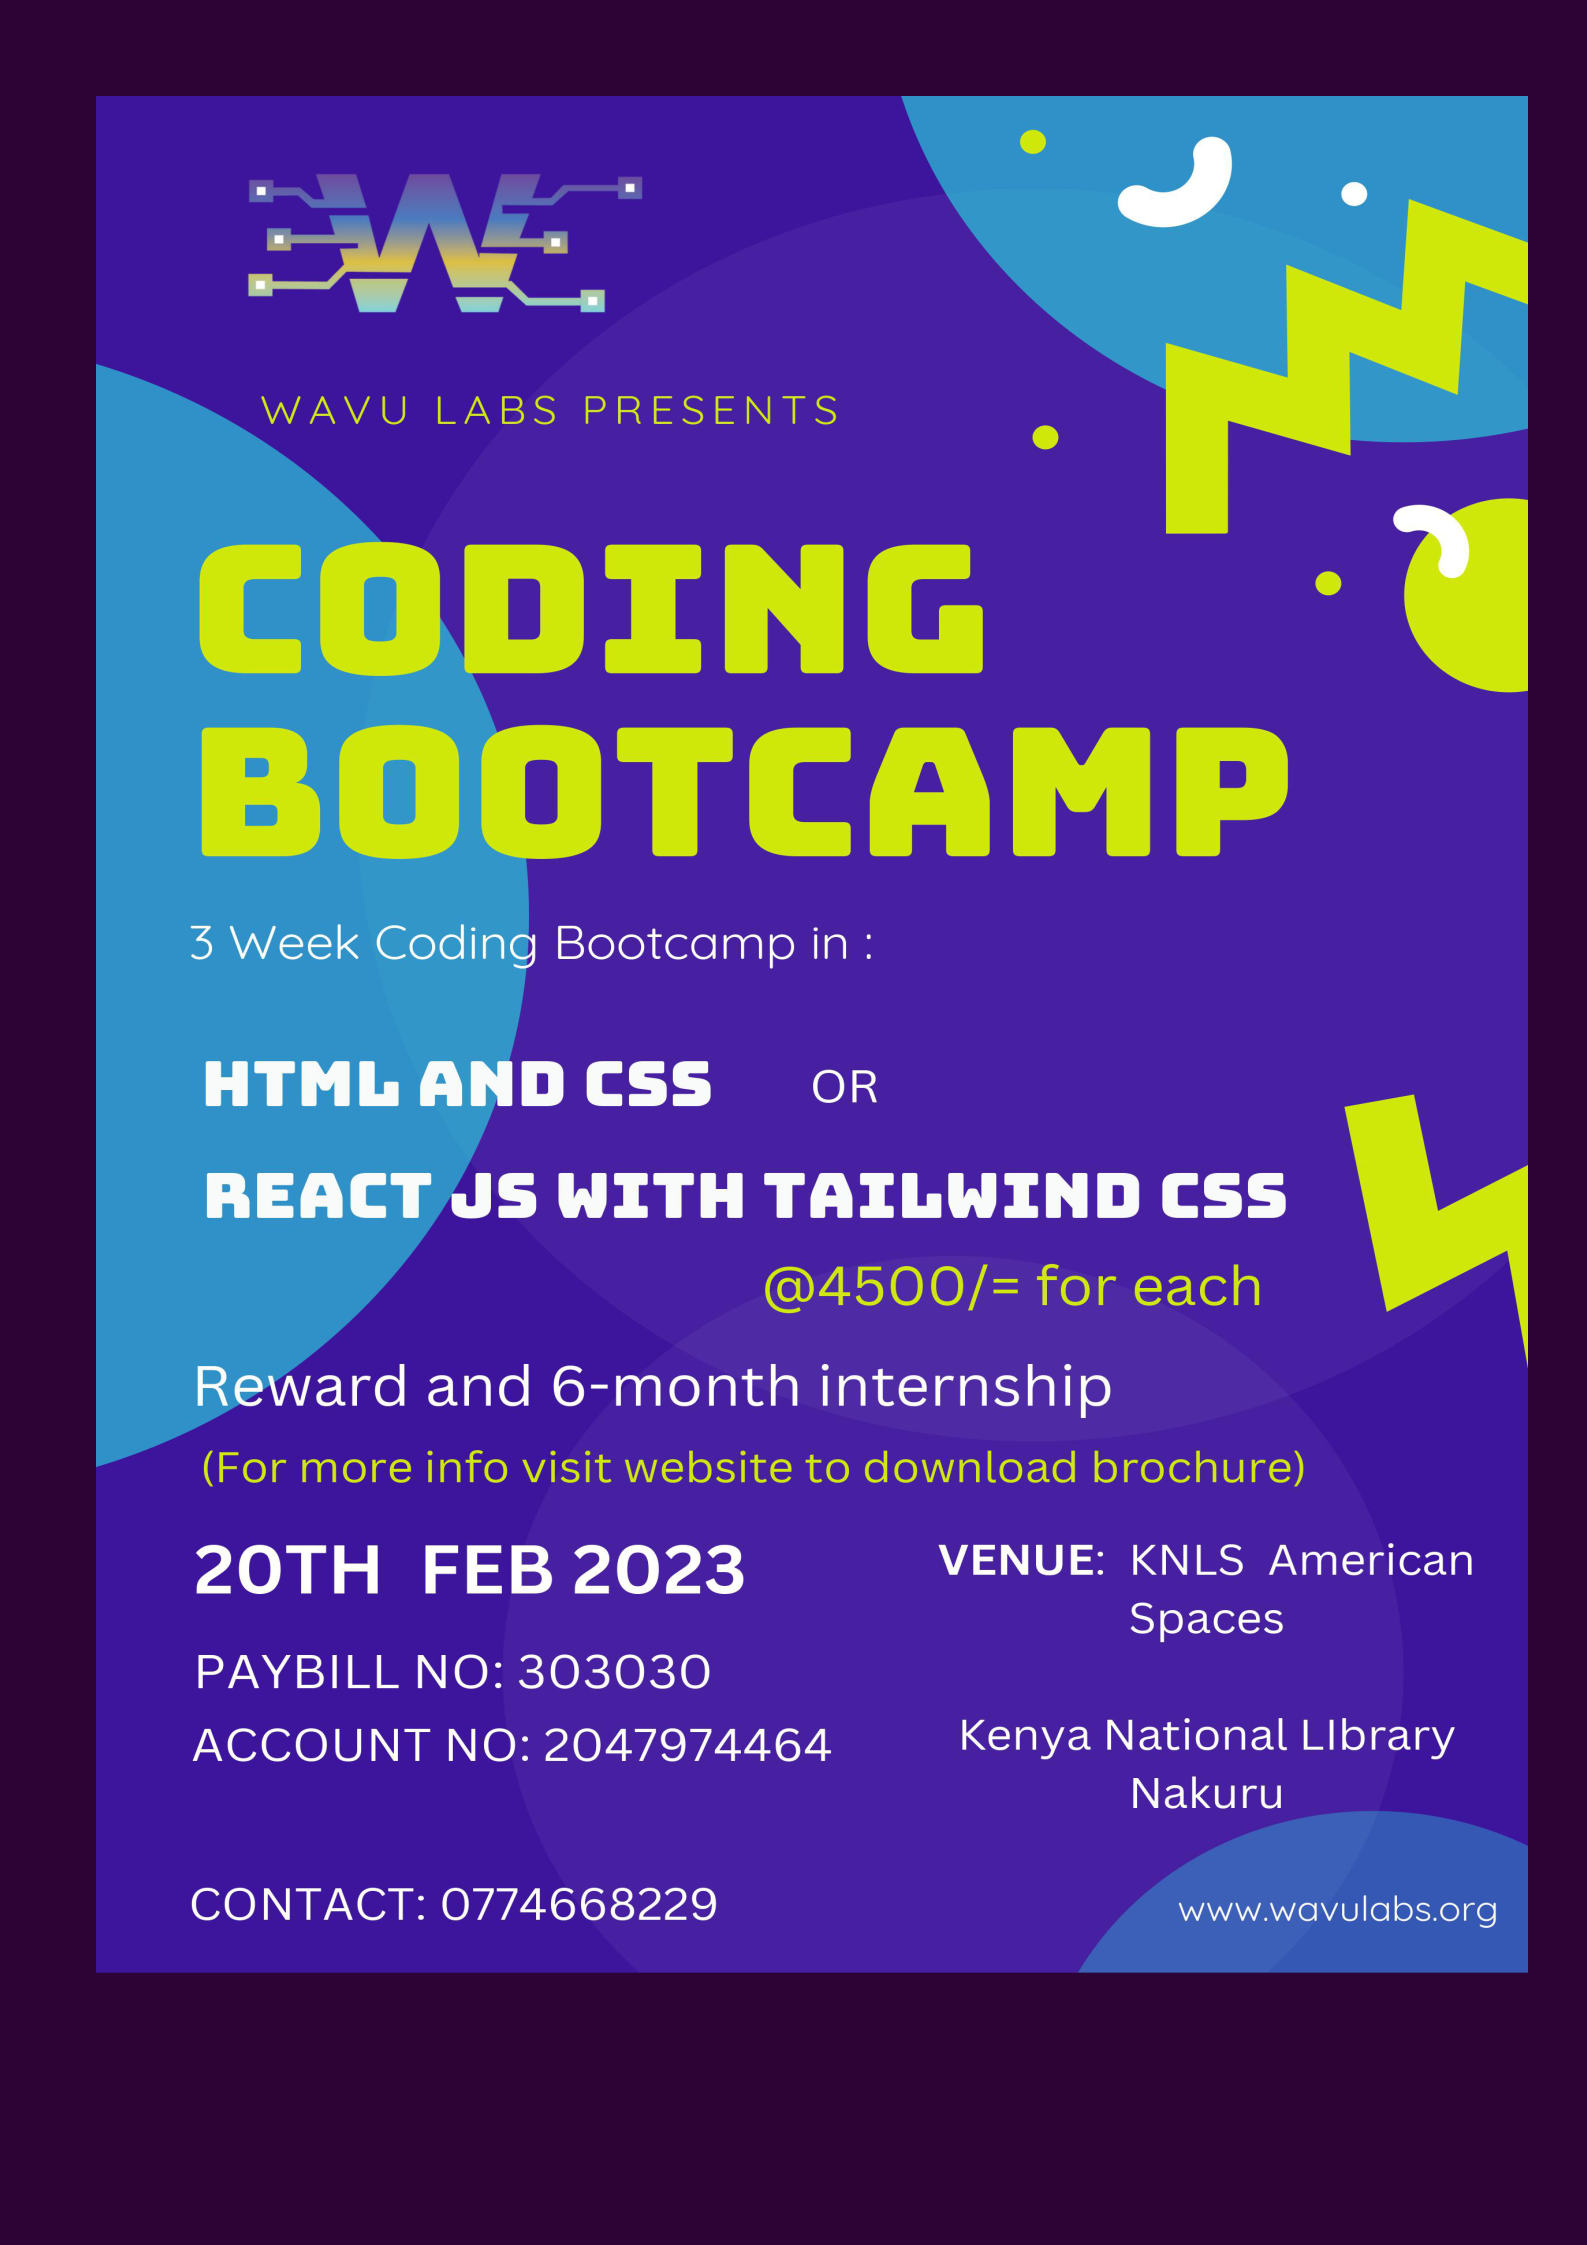 W
WAVU LABS PRESENTS
CODING
BOOTCAMP
3 Week Coding Bootcamp in :
HTML AND CSS OR
REACT JS WITH TAILWIND CSS
@4500/= for each
Reward and 6-month internship
(For more info visit website to download brochure)
20TH FEB 2023
PAYBILL NO: 303030
ACCOUNT NO: 2047974464
VENUE: KNLS American
Spaces
Kenya National LIbrary
Nakuru
CONTACT: 0774668229
www.wavulabs.org